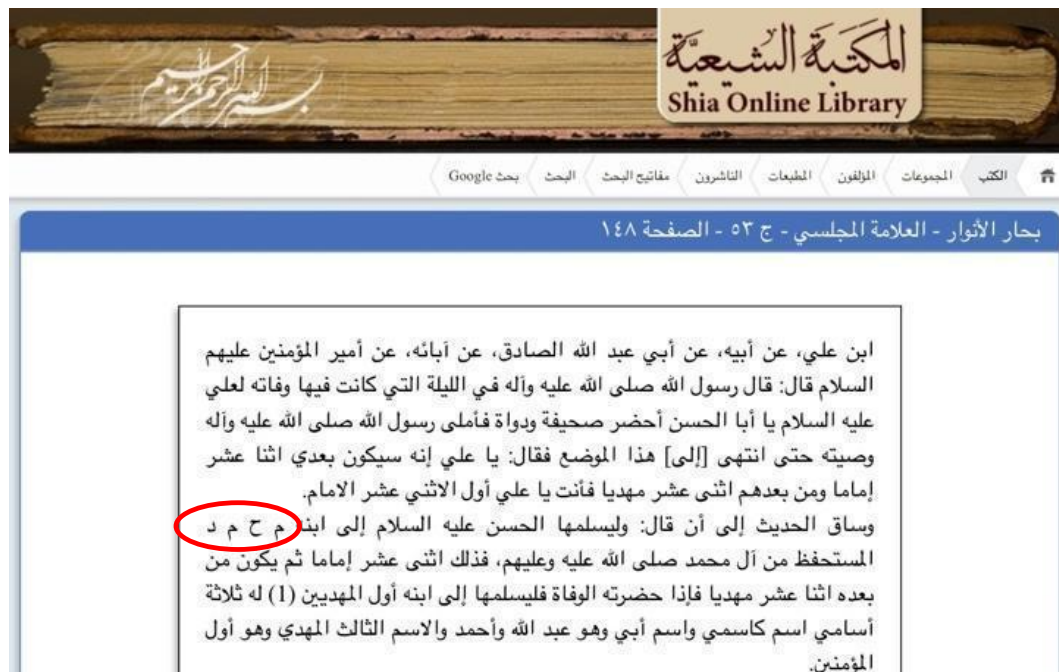 بسم الله الرحمن الرحيم
المكتبة الشيعية
Shia Online Library
الكتب المجموعات المؤلفون الطبعات الناشرون مفاتيح البحث البحث بحث Google
بحار الأنوار - العلامة المجلسي - ج ٥٣ - الصفحة ١٤٨
ابن علي، عن أبيه، عن أبي عبد الله الصادق، عن آبائه، عن أمير المؤمنين عليهم
السلام قال: قال رسول الله صلى الله عليه وآله في الليلة التي كانت فيها وفاته لعلي
عليه السلام يا أبا الحسن أحضر صحيفة ودواة فأملى رسول الله صلى الله عليه وآله
وصيته حتى انتهى [إلى] هذا الموضع فقال: يا علي إنه سيكون بعدي اثنا عشر
إماما ومن بعدهم اثنى عشر مهديا فأنت يا علي أول الاثني عشر الامام.
وساق الحديث إلى أن قال: وليسلمها الحسن عليه السلام إلى ابنه م ح م د
المستحفظ من آل محمد صلى الله عليه وعليهم، فذلك اثنى عشر إماما ثم يكون من
بعده اثنا عشر مهديا فإذا حضرته الوفاة فليسلمها إلى ابنه أول المهديين (1) له ثلاثة
أسامي اسم كاسمي واسم أبي وهو عبد الله وأحمد والاسم الثالث المهدي وهو أول
المؤمنين.